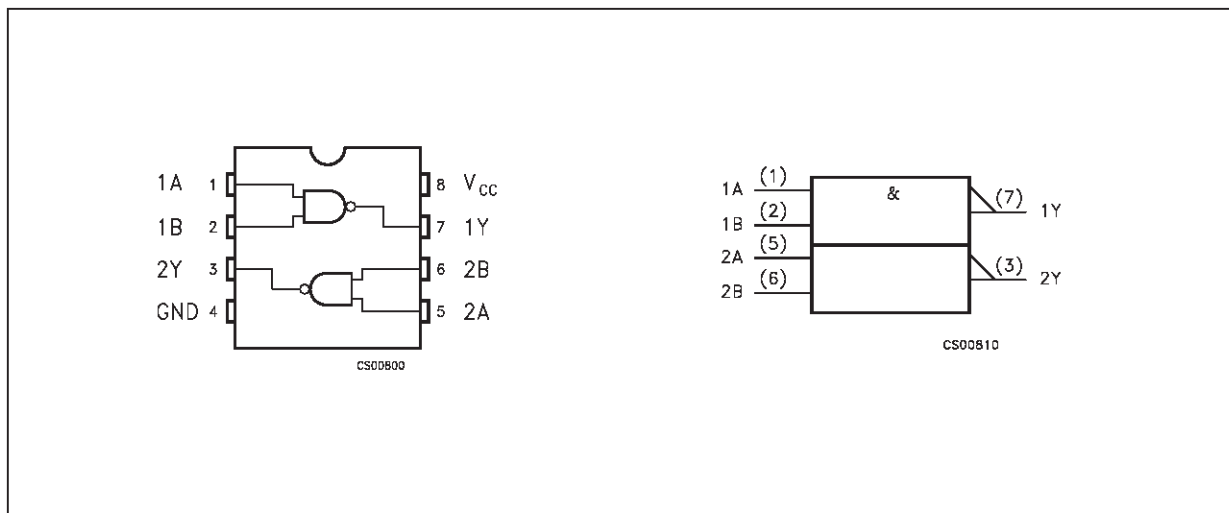 1A 1 8 VCC
1B 2 7 1Y
2Y 3 6 2B
GND 4 5 2A
CS00800
&
1A (1) (7) 1Y
1B (2)
2A (5) (3) 2Y
2B (6)
CS00810